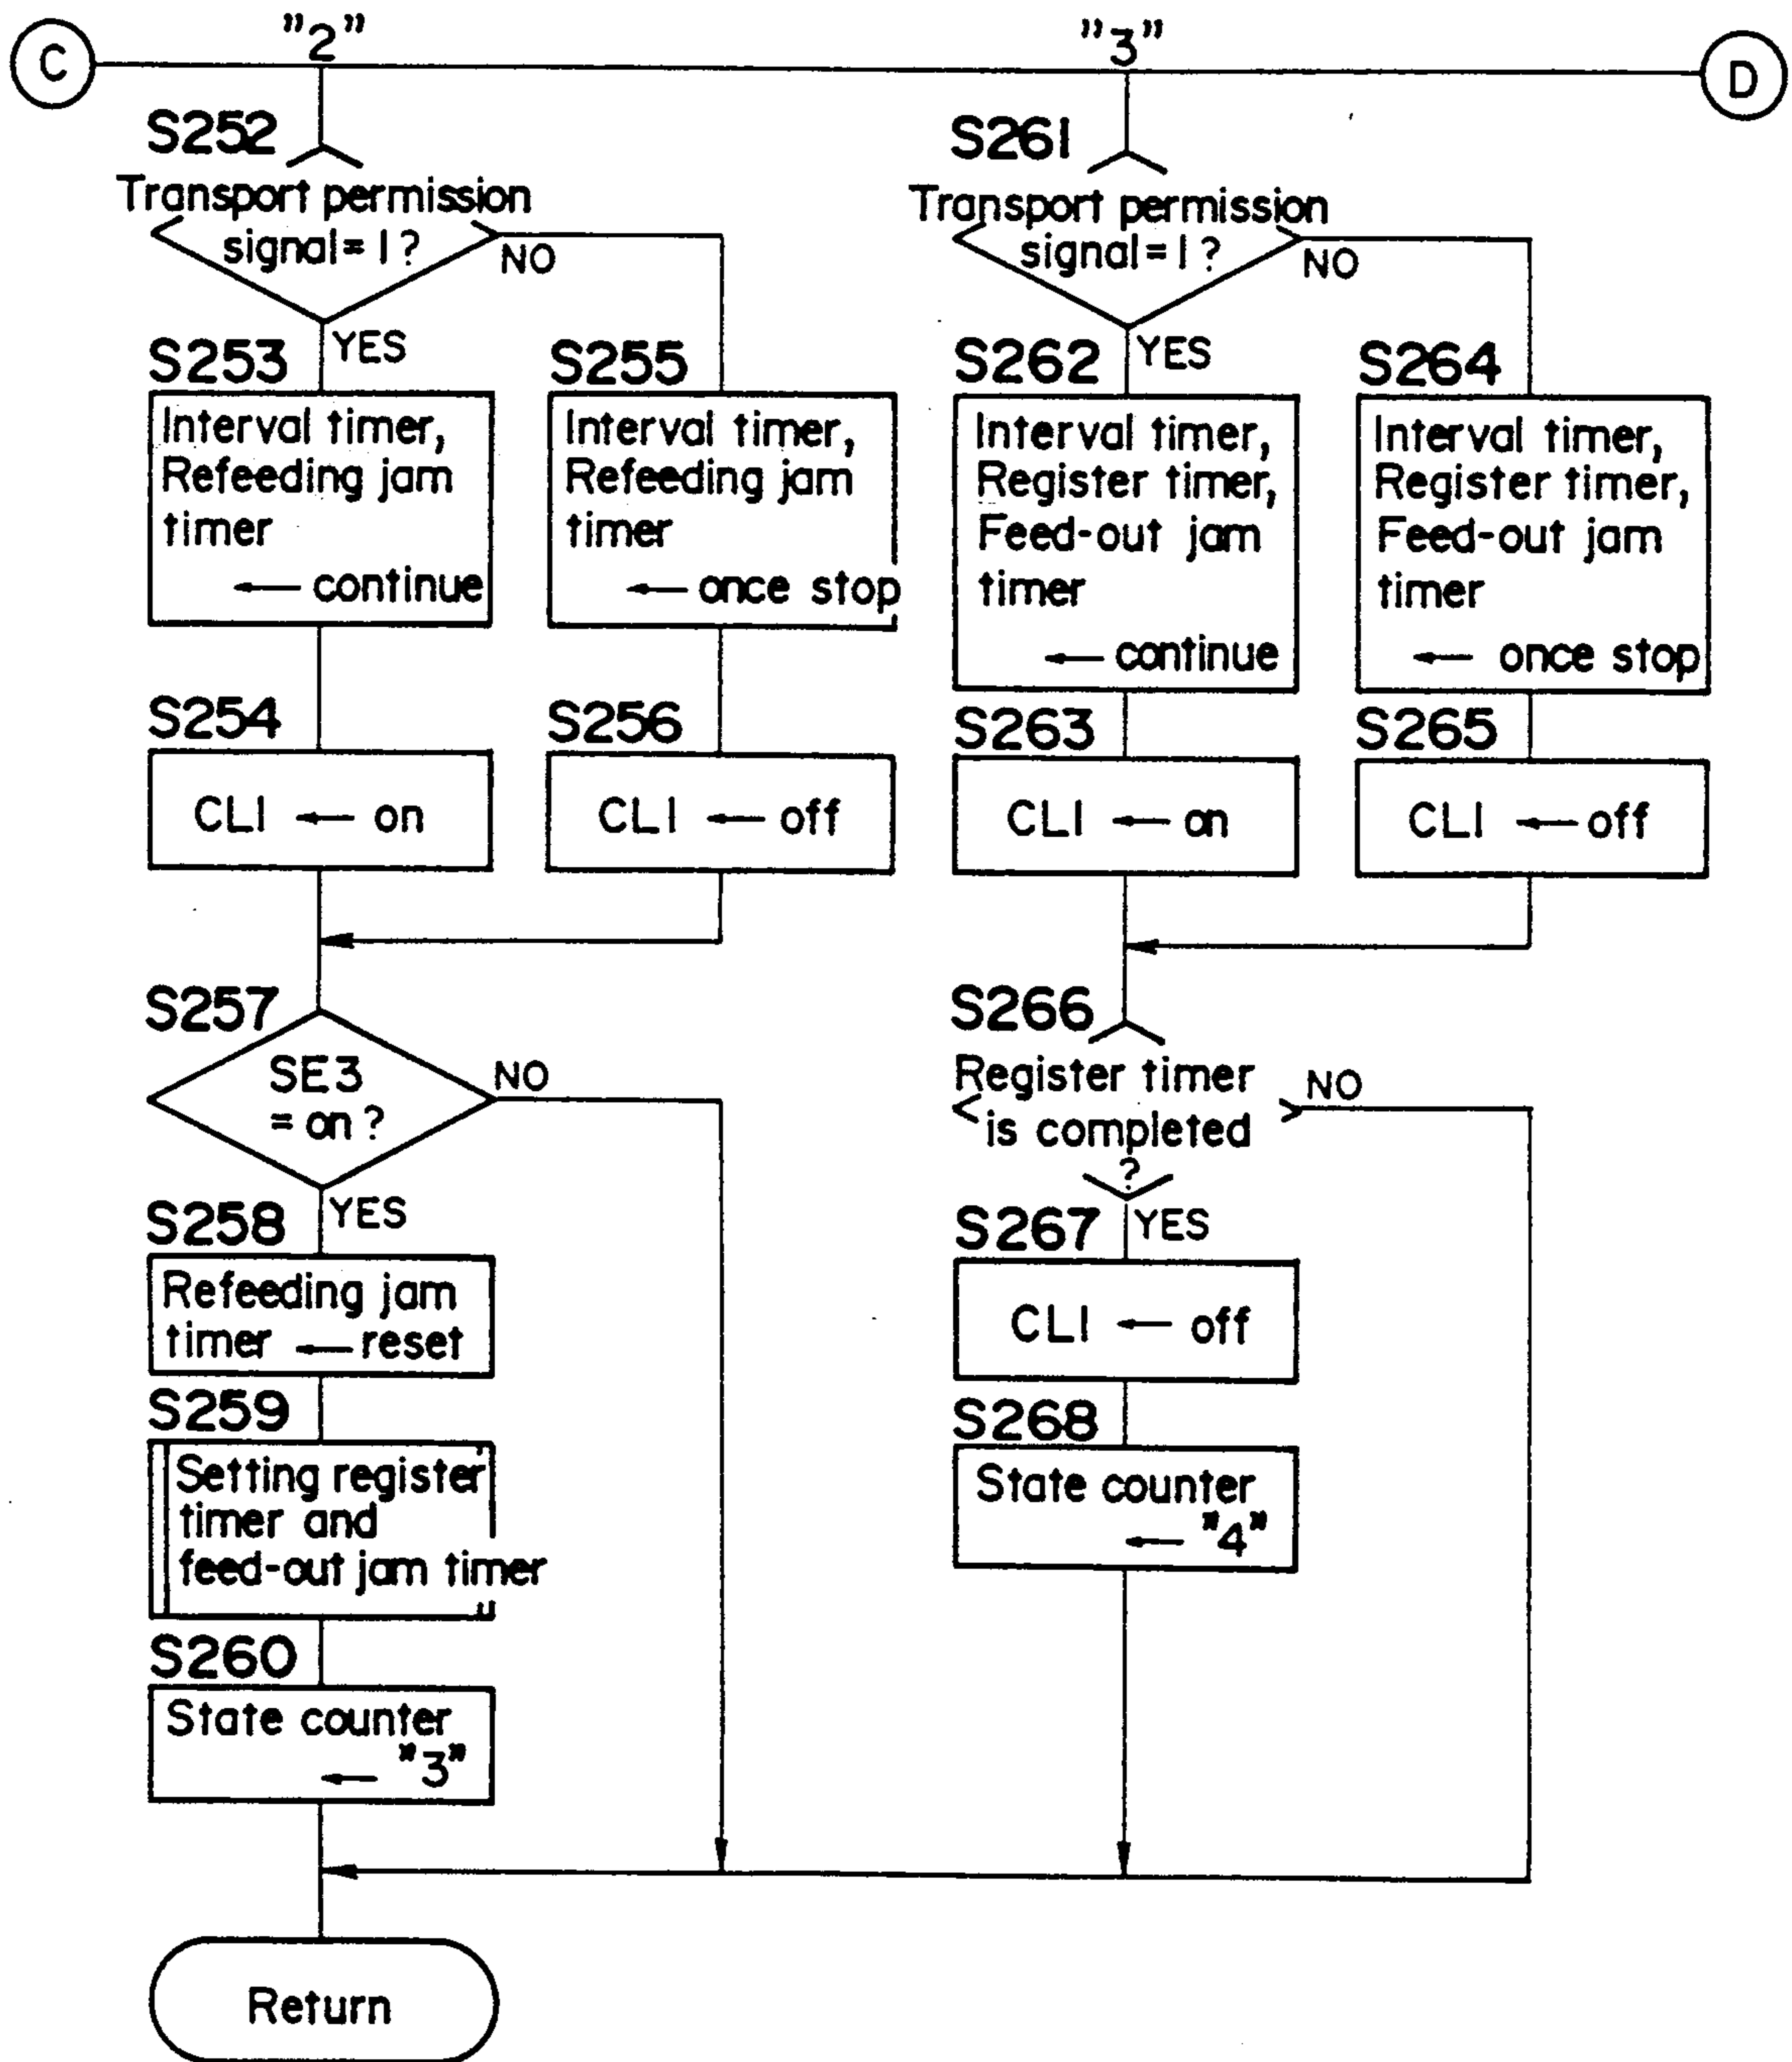 C
"2"
"3"
D
S252
Transport permission
signal=1?
NO
YES
S253
Interval timer,
Refeeding jam
timer
← continue
S255
Interval timer,
Refeeding jam
timer
← once stop
S254
CL1 ← on
S256
CL1 ← off
S257
SE3
= on ?
NO
YES
S258
Refeeding jam
timer ← reset
S259
Setting register
timer and
feed-out jam timer
S260
State counter
← "3"
S261
Transport permission
signal=1?
NO
YES
S262
Interval timer,
Register timer,
Feed-out jam
timer
← continue
S264
Interval timer,
Register timer,
Feed-out jam
timer
← once stop
S263
CL1 ← on
S265
CL1 ← off
S266
Register timer
is completed
?
NO
YES
S267
CL1 ← off
S268
State counter
← "4"
Return